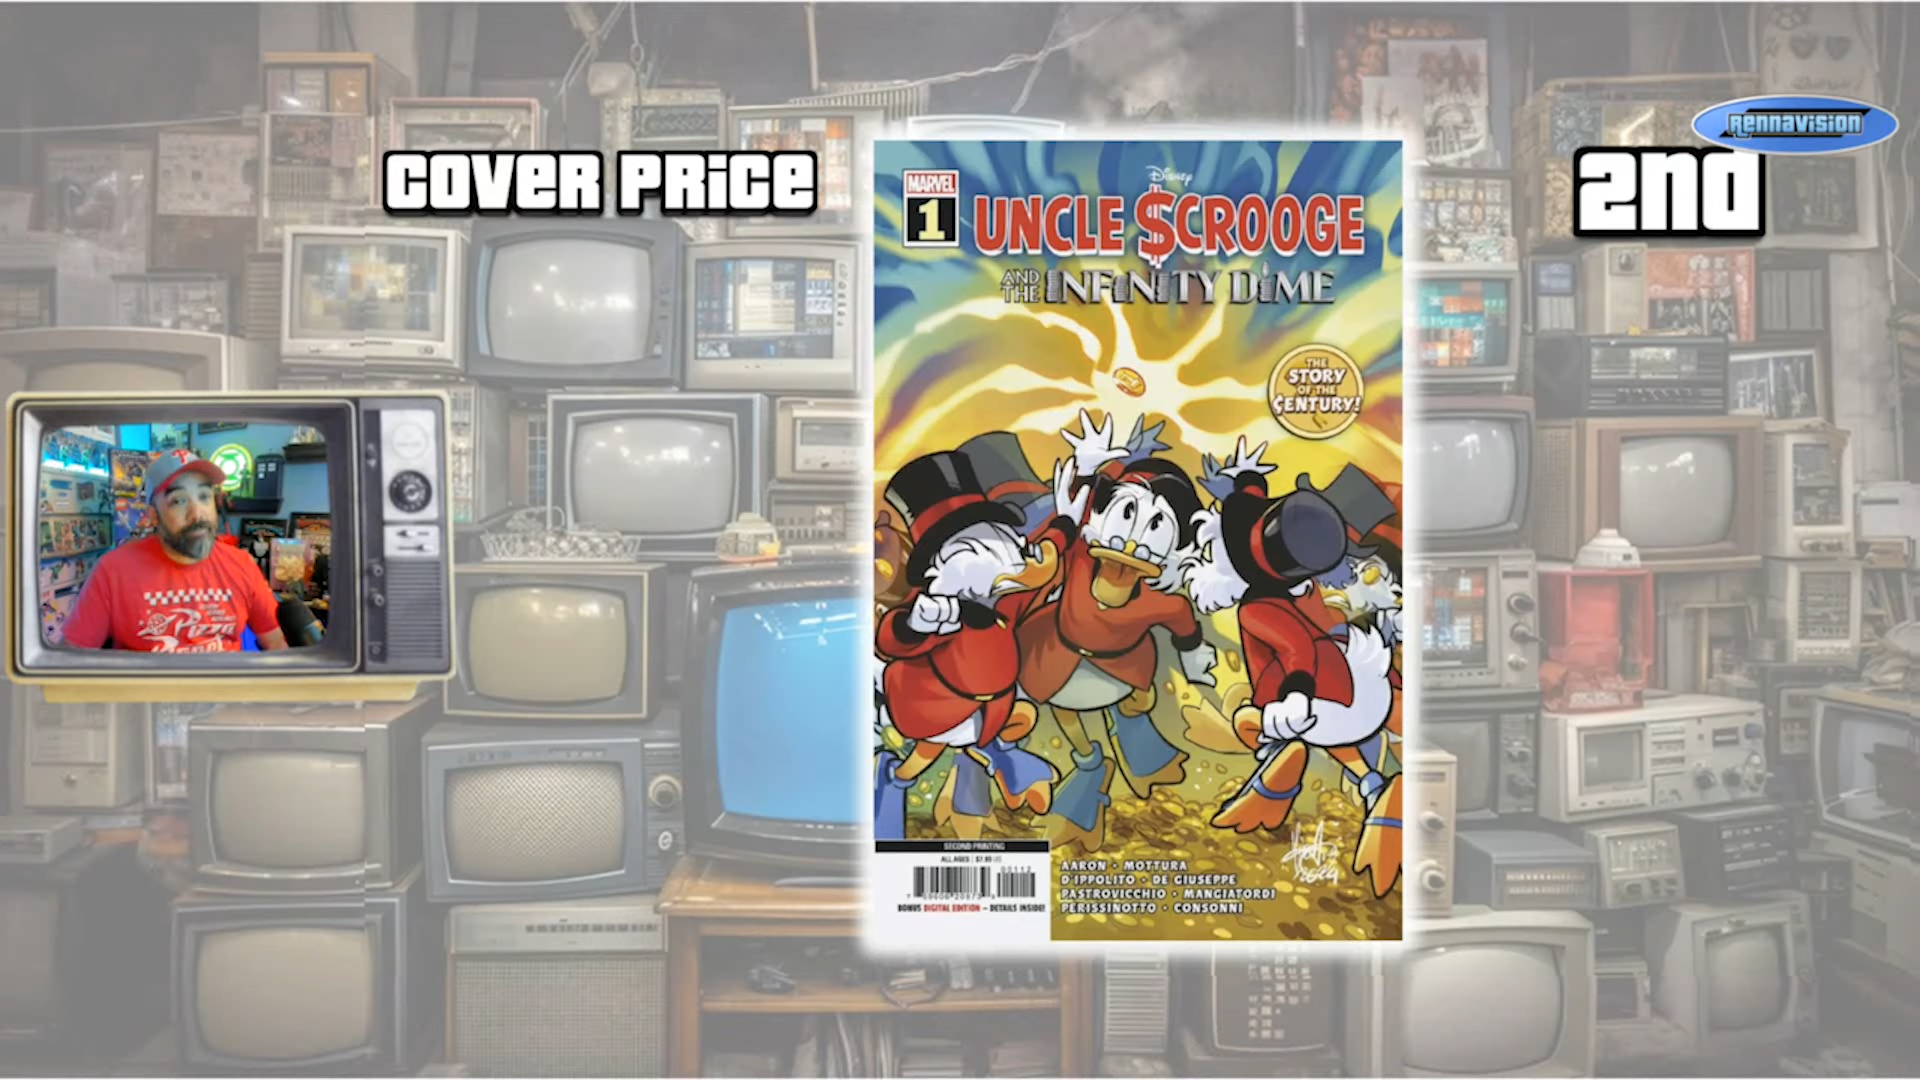 RENNAVISION
COVER PRICE
2ND
MARVEL
1
Disney
UNCLE $CROOGE
AND THE INFINITY DIME
THE
STORY
OF THE
CENTURY!
SECOND PRINTING
ALL AGES $7.99 US
BONUS DIGITAL EDITION – DETAILS INSIDE!
AARON • MOTTURA
D'IPPOLITO • DE GIUSEPPE
PASTROVICCHIO • MANGIATORDI
PERISSINOTTO • CONSONNI
Pizza